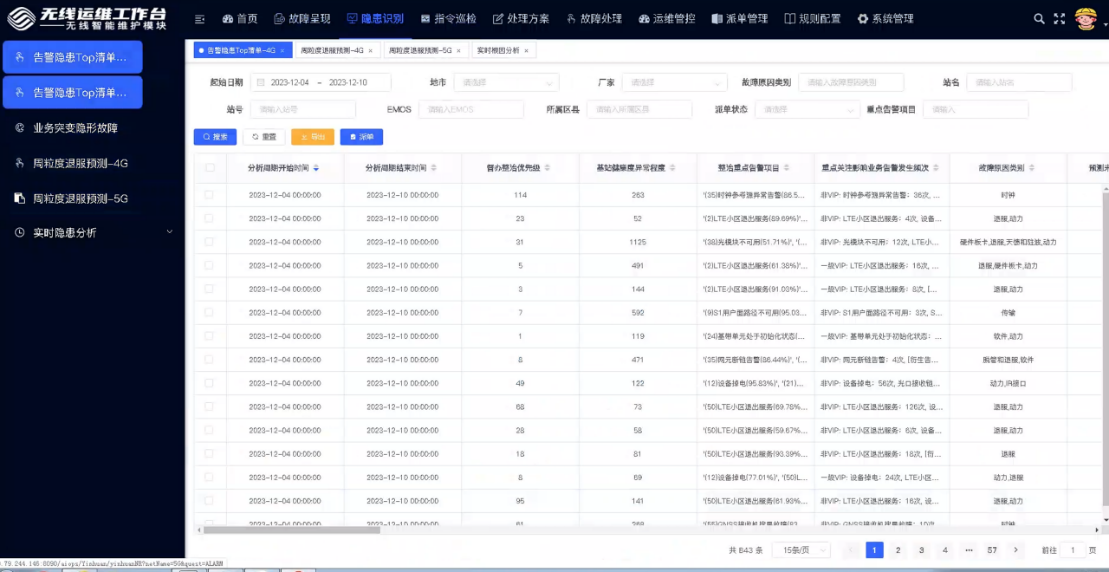 无线运维工作台
无线智能维护模块
首页 故障呈现 隐患识别 指令巡检 处理方案 故障处理 运维管控 派单管理 规则配置 系统管理
告警隐患Top清单...
告警隐患Top清单...
业务突变隐形故障
周粒度退服预测-4G
周粒度退服预测-5G
实时隐患分析
告警隐患Top清单-4G × 周粒度退服预测-4G × 周粒度退服预测-5G × 实时根因分析 ×
起始日期 2023-12-04 ~ 2023-12-10 地市 请选择 厂家 请选择 故障原因类别 请输入故障原因类别 站名 请输入站名
站号 请输入站号 EMOS 请输入EMOS 所属区县 请输入所属区县 派单状态 请选择 重点告警项目 请输入
搜索 重置 导出 派单
分析周期开始时间 分析周期结束时间 督办整治优先级 基站健康度异常程度 整治重点告警项目 重点关注影响业务告警发生频次 故障原因类别
2023-12-04 00:00:00 2023-12-10 00:00:00 114 263 '(35)时钟参考源异常告警(86.5... 非VIP: 时钟参考源异常告警: 36次, ... 时钟
2023-12-04 00:00:00 2023-12-10 00:00:00 23 52 '(2)LTE小区退出服务(89.69%)'... 非VIP: LTE小区退出服务: 4次, 设备... 退服,动力
2023-12-04 00:00:00 2023-12-10 00:00:00 31 1125 '(38)光模块不可用(51.71%)', '(... 非VIP: 光模块不可用: 12次, LTE小... 硬件板卡,退服,天馈和驻波,动力
2023-12-04 00:00:00 2023-12-10 00:00:00 5 491 '(2)LTE小区退出服务(61.38%)'... 一般VIP: LTE小区退出服务: 16次, ... 退服,硬件板卡,动力
2023-12-04 00:00:00 2023-12-10 00:00:00 3 144 '(2)LTE小区退出服务(91.00%)'... 一般VIP: LTE小区退出服务: 8次, [... 退服,动力
2023-12-04 00:00:00 2023-12-10 00:00:00 7 592 '(9)S1用户面路径不可用(95.03... 非VIP: S1用户面路径不可用: 3次, S... 传输
2023-12-04 00:00:00 2023-12-10 00:00:00 1 119 '(24)基带单元处于初始化状态(... 一般VIP: 基带单元处于初始化状态: ... 软件,动力
2023-12-04 00:00:00 2023-12-10 00:00:00 8 471 '(35)网元断链告警(86.44%)', '(... 非VIP: 网元断链告警: 4次, [衍生告... 脱管和退服,软件
2023-12-04 00:00:00 2023-12-10 00:00:00 49 122 '(12)设备掉电(95.83%)', '(21)... 非VIP: 设备掉电: 56次, 光口接收链... 动力,IR接口
2023-12-04 00:00:00 2023-12-10 00:00:00 68 73 '(50)LTE小区退出服务(69.78%... 非VIP: LTE小区退出服务: 126次, 设... 退服,动力
2023-12-04 00:00:00 2023-12-10 00:00:00 28 58 '(50)LTE小区退出服务(59.67%... 非VIP: LTE小区退出服务: 6次, 设备... 退服,动力
2023-12-04 00:00:00 2023-12-10 00:00:00 18 81 '(50)LTE小区退出服务(93.39%... 非VIP: LTE小区退出服务: 18次, [衍... 退服
2023-12-04 00:00:00 2023-12-10 00:00:00 8 69 '(12)设备掉电(77.01%)', '(50)L... 一般VIP: 设备掉电: 24次, LTE小区... 动力,退服
2023-12-04 00:00:00 2023-12-10 00:00:00 95 141 '(50)LTE小区退出服务(61.93%... 非VIP: LTE小区退出服务: 16次, 设... 退服,动力
共 843 条 15条/页 1 2 3 4 ... 57 前往 1 页